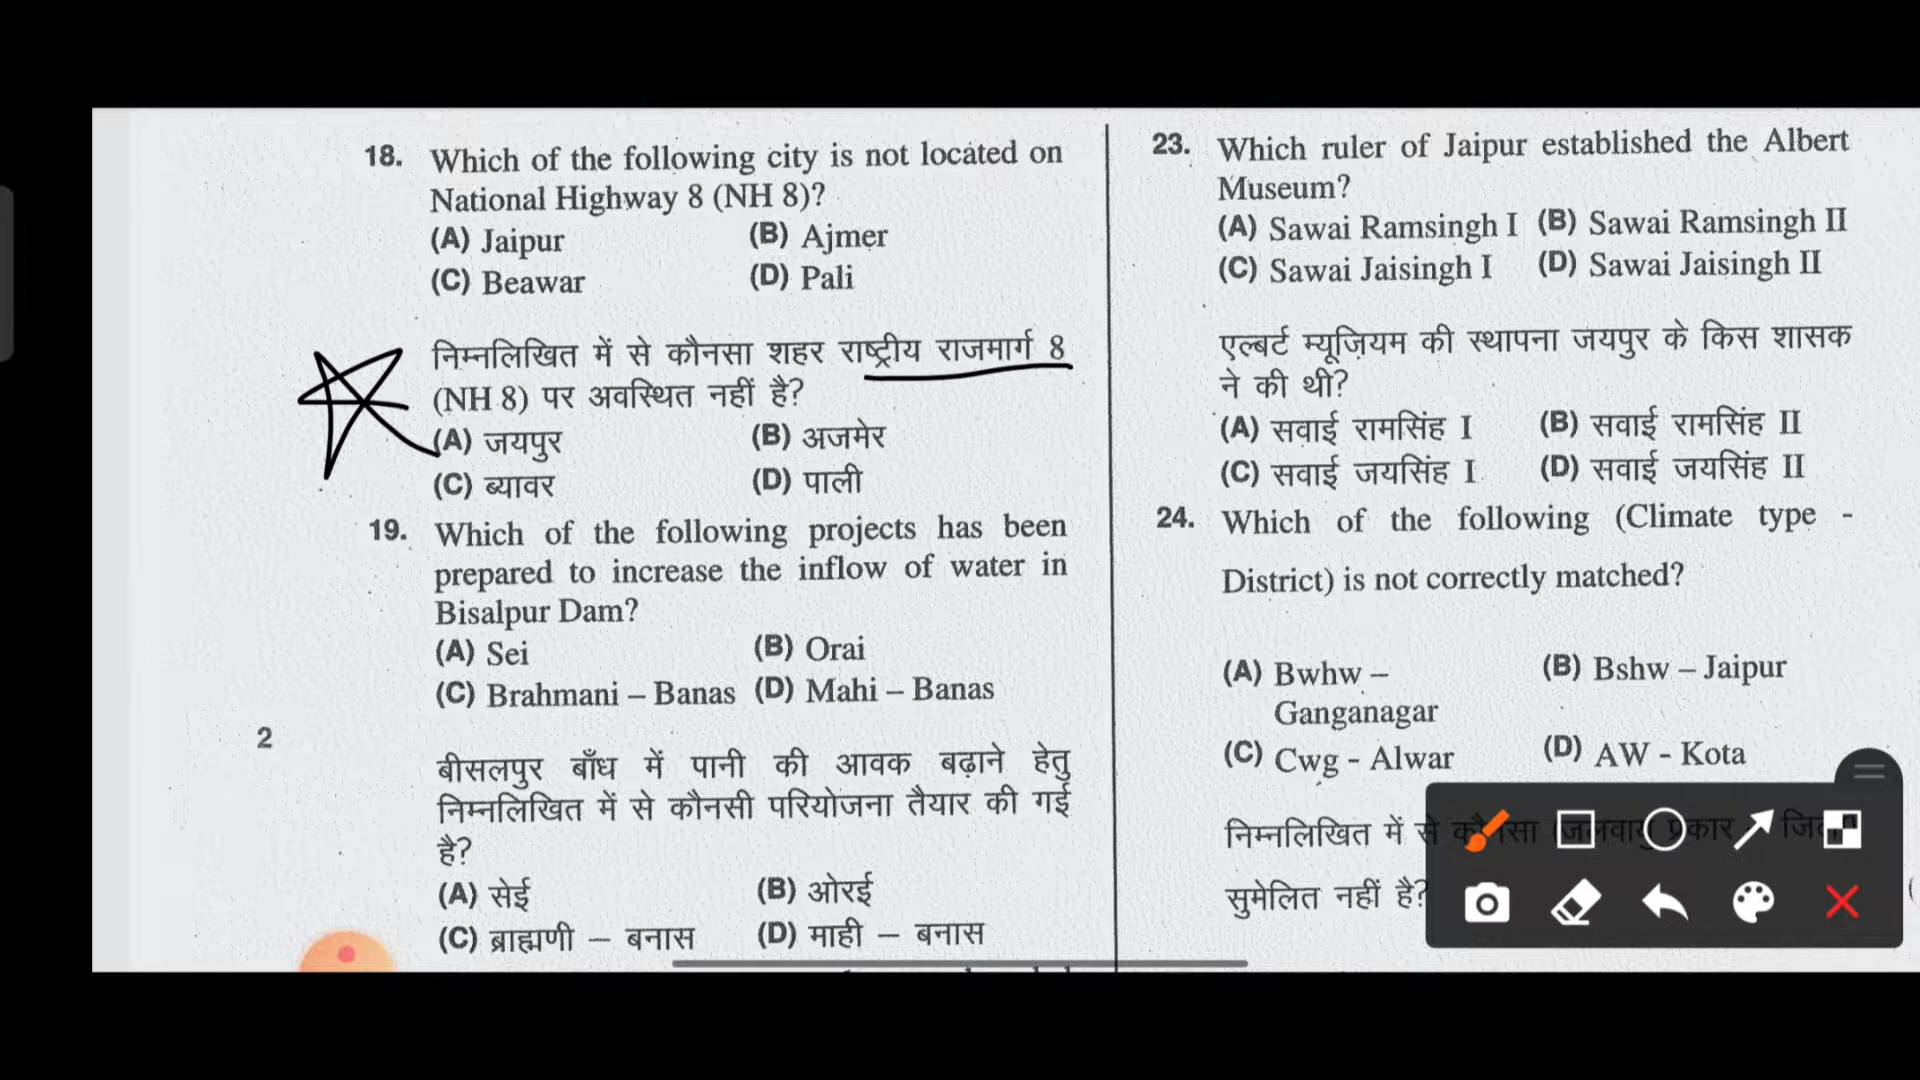 18. Which of the following city is not located on
National Highway 8 (NH 8)?
(A) Jaipur (B) Ajmer
(C) Beawar (D) Pali
निम्नलिखित में से कौनसा शहर राष्ट्रीय राजमार्ग 8
(NH 8) पर अवस्थित नहीं है?
(A) जयपुर (B) अजमेर
(C) ब्यावर (D) पाली
19. Which of the following projects has been
prepared to increase the inflow of water in
Bisalpur Dam?
(A) Sei (B) Orai
(C) Brahmani – Banas (D) Mahi – Banas
2
बीसलपुर बाँध में पानी की आवक बढ़ाने हेतु
निम्नलिखित में से कौनसी परियोजना तैयार की गई
है?
(A) सेई (B) ओरई
(C) ब्राह्मणी – बनास (D) माही – बनास
23. Which ruler of Jaipur established the Albert
Museum?
(A) Sawai Ramsingh I (B) Sawai Ramsingh II
(C) Sawai Jaisingh I (D) Sawai Jaisingh II
एल्बर्ट म्यूज़ियम की स्थापना जयपुर के किस शासक
ने की थी?
(A) सवाई रामसिंह I (B) सवाई रामसिंह II
(C) सवाई जयसिंह I (D) सवाई जयसिंह II
24. Which of the following (Climate type -
District) is not correctly matched?
(A) Bwhw – (B) Bshw – Jaipur
Ganganagar
(C) Cwg - Alwar (D) AW - Kota
निम्नलिखित में से कौनसा (जलवायु प्रकार
सुमेलित नहीं है?